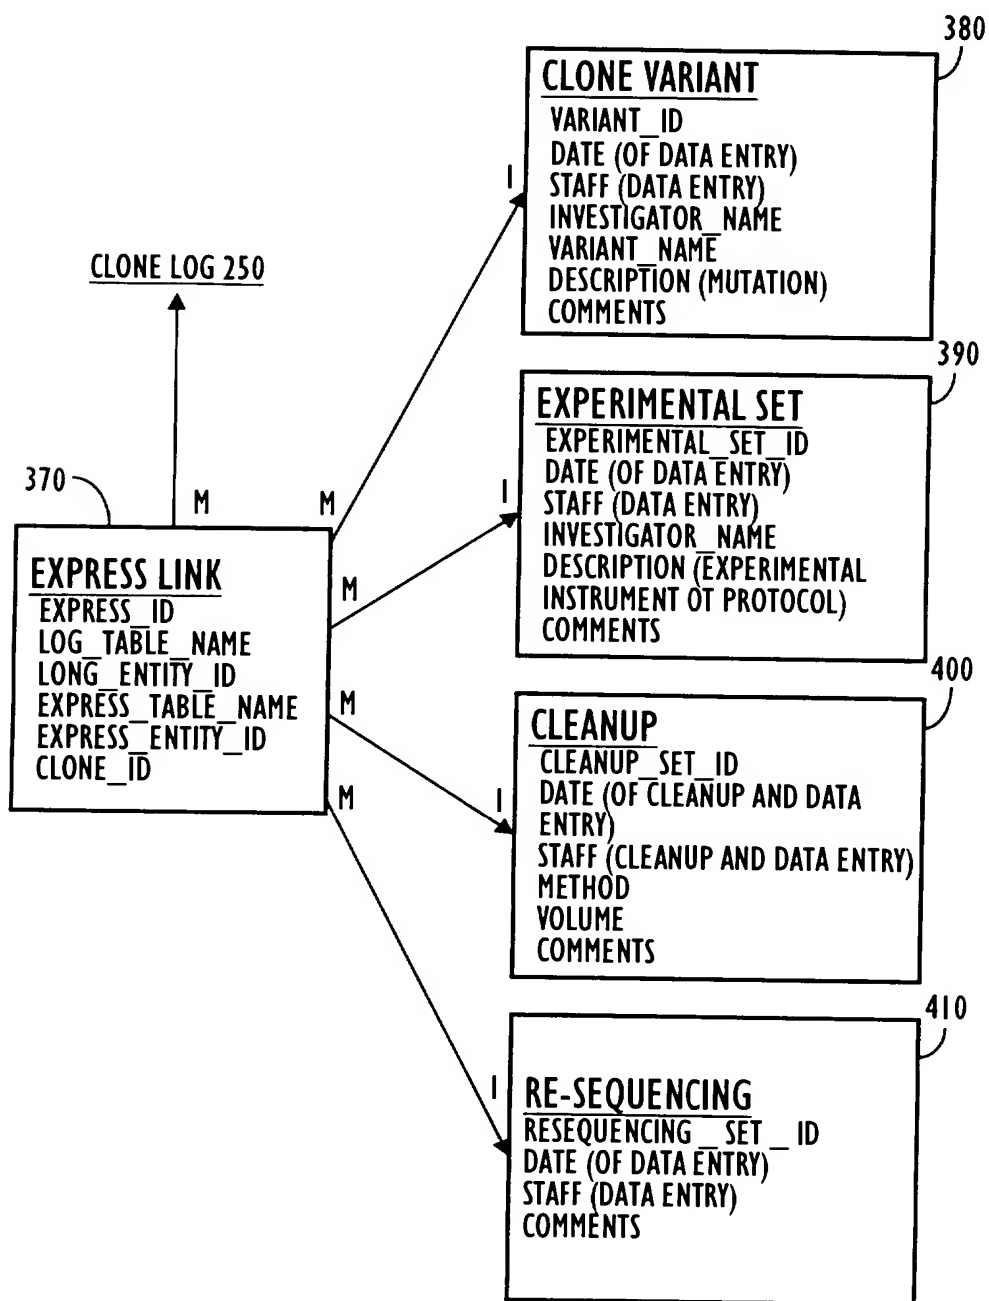 380
CLONE VARIANT
VARIANT_ID
DATE (OF DATA ENTRY)
STAFF (DATA ENTRY)
INVESTIGATOR_NAME
VARIANT_NAME
DESCRIPTION (MUTATION)
COMMENTS
1
CLONE LOG 250
390
EXPERIMENTAL SET
EXPERIMENTAL_SET_ID
DATE (OF DATA ENTRY)
STAFF (DATA ENTRY)
INVESTIGATOR_NAME
DESCRIPTION (EXPERIMENTAL
INSTRUMENT OT PROTOCOL)
COMMENTS
1
370
M
M
M
M
M
EXPRESS LINK
EXPRESS_ID
LOG_TABLE_NAME
LONG_ENTITY_ID
EXPRESS_TABLE_NAME
EXPRESS_ENTITY_ID
CLONE_ID
400
CLEANUP
CLEANUP_SET_ID
DATE (OF CLEANUP AND DATA
ENTRY)
STAFF (CLEANUP AND DATA ENTRY)
METHOD
VOLUME
COMMENTS
1
410
RE-SEQUENCING
RESEQUENCING_SET_ID
DATE (OF DATA ENTRY)
STAFF (DATA ENTRY)
COMMENTS
1